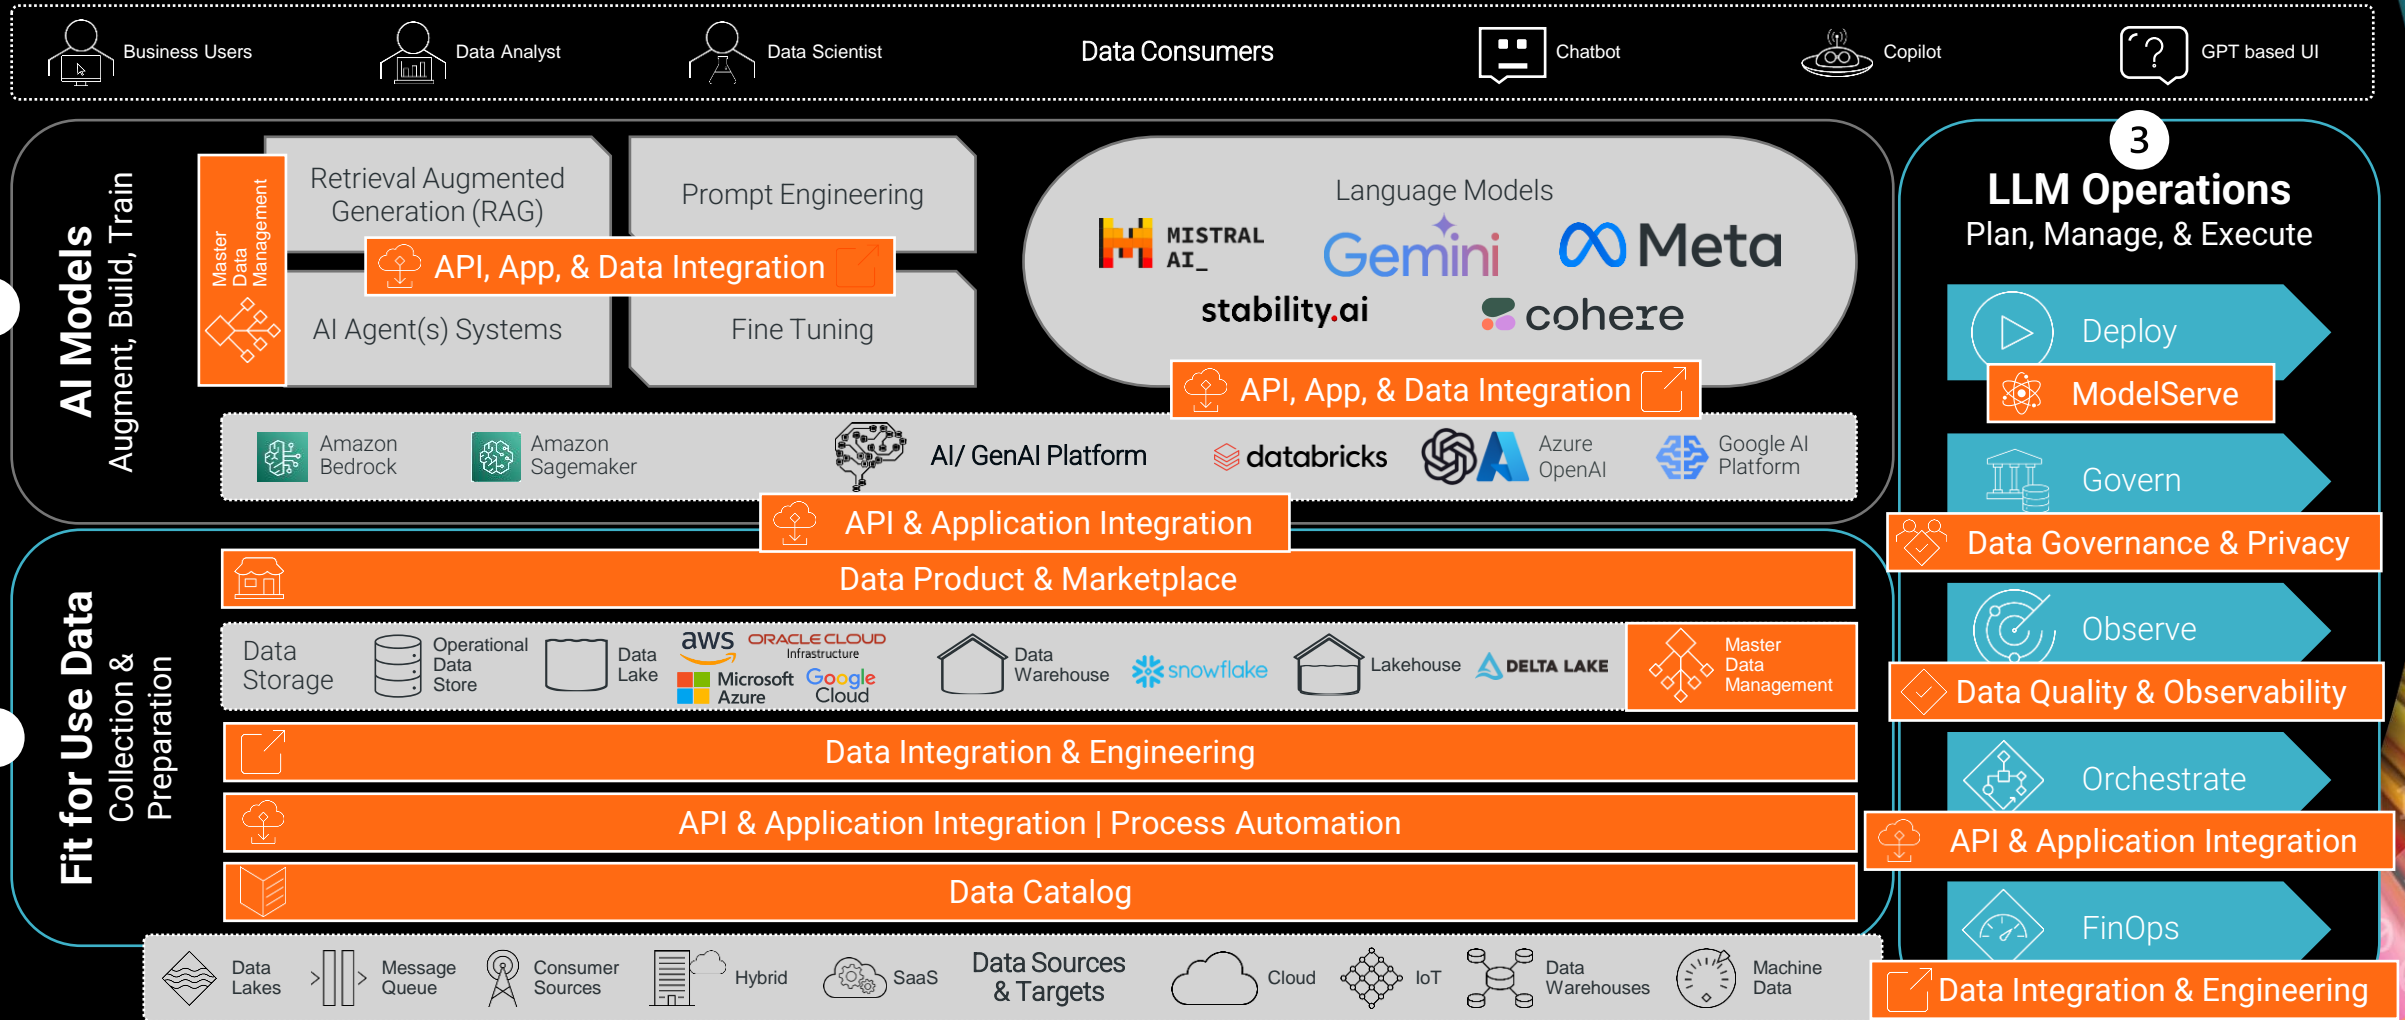 Business Users
Data Analyst
Data Scientist
Data Consumers
Chatbot
Copilot
GPT based UI
AI Models
Augment, Build, Train
Master
Data
Management
Retrieval Augmented
Generation (RAG)
Prompt Engineering
API, App, & Data Integration
AI Agent(s) Systems
Fine Tuning
Language Models
MISTRAL
AI_
Gemini
Meta
stability.ai
cohere
API, App, & Data Integration
Amazon
Bedrock
Amazon
Sagemaker
AI/ GenAI Platform
databricks
Azure
OpenAI
Google AI
Platform
API & Application Integration
Fit for Use Data
Collection &
Preparation
Data Product & Marketplace
Data
Storage
Operational
Data
Store
Data
Lake
aws
ORACLE CLOUD
Infrastructure
Microsoft
Azure
Google
Cloud
Data
Warehouse
snowflake
Lakehouse
DELTA LAKE
Master
Data
Management
Data Integration & Engineering
API & Application Integration | Process Automation
Data Catalog
Data
Lakes
Message
Queue
Consumer
Sources
Hybrid
SaaS
Data Sources
& Targets
Cloud
IoT
Data
Warehouses
Machine
Data
3
LLM Operations
Plan, Manage, & Execute
Deploy
ModelServe
Govern
Data Governance & Privacy
Observe
Data Quality & Observability
Orchestrate
API & Application Integration
FinOps
Data Integration & Engineering